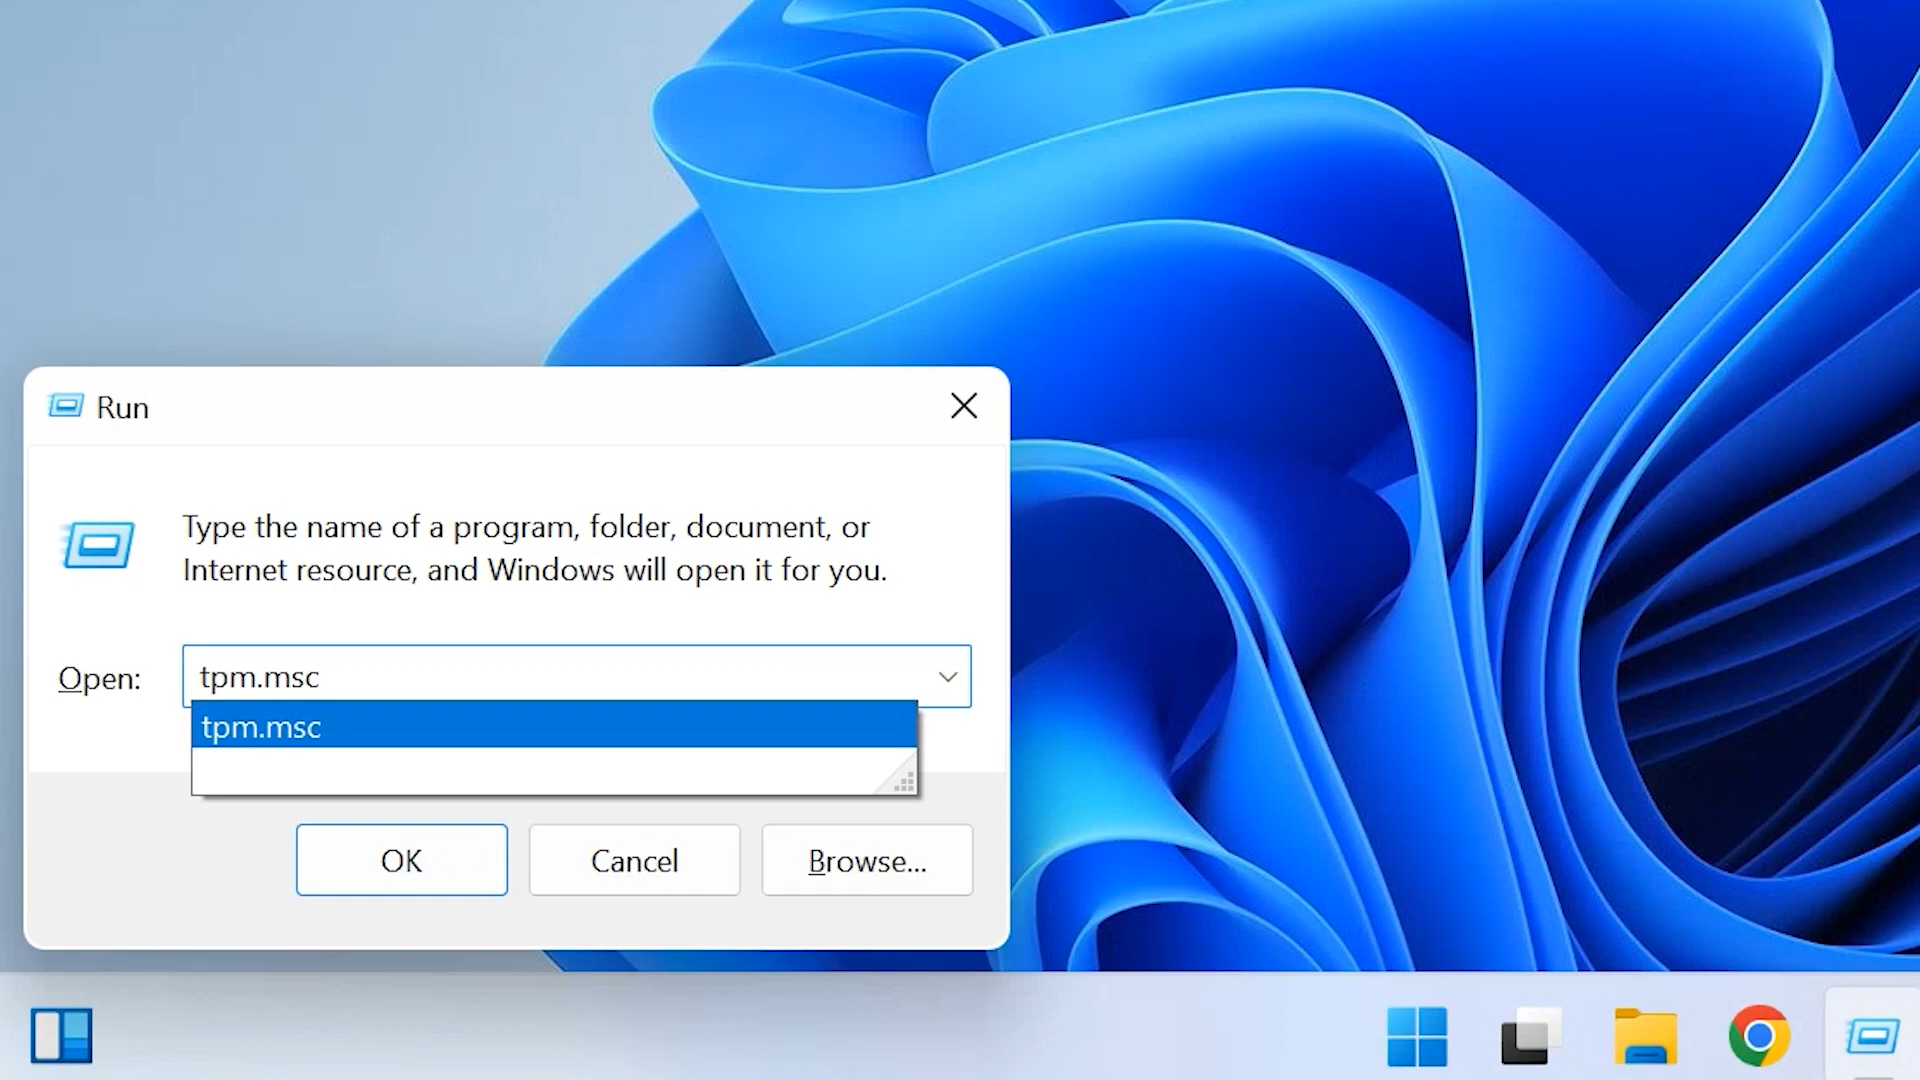 Run
Type the name of a program, folder, document, or
Internet resource, and Windows will open it for you.
Open: tpm.msc
tpm.msc
OK Cancel Browse...